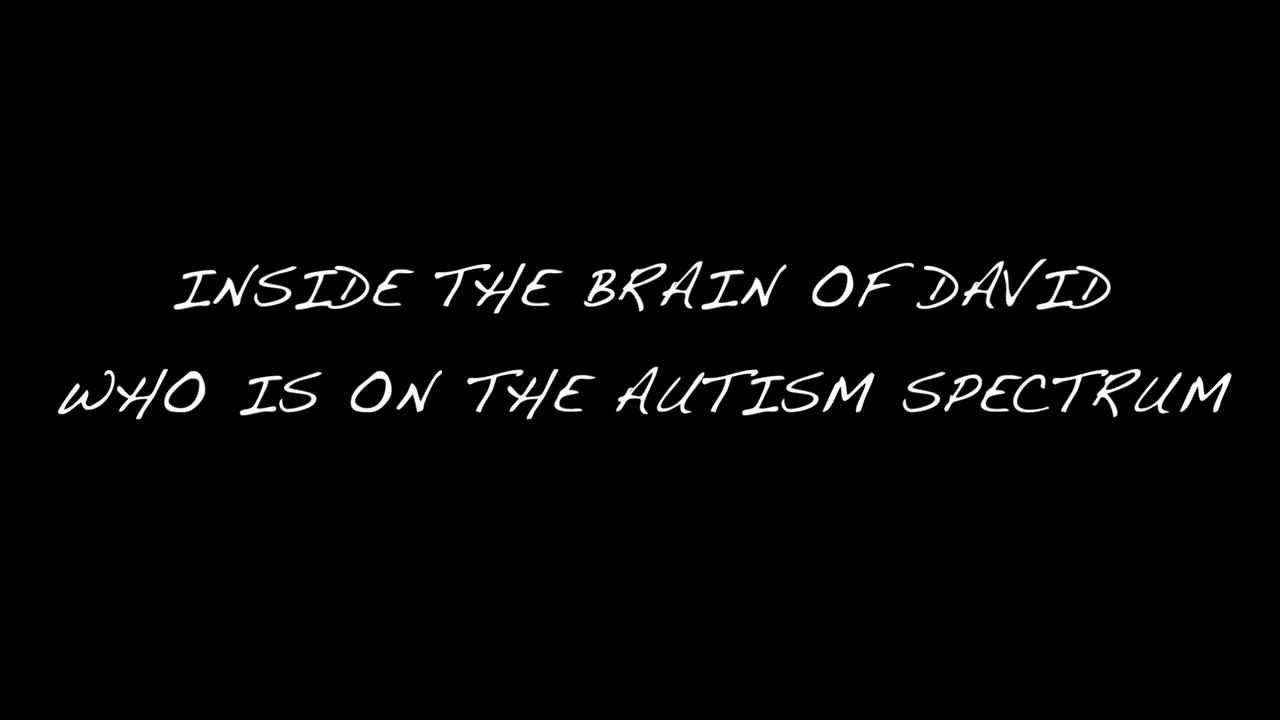 INSIDE THE BRAIN OF DAVID
WHO IS ON THE AUTISM SPECTRUM